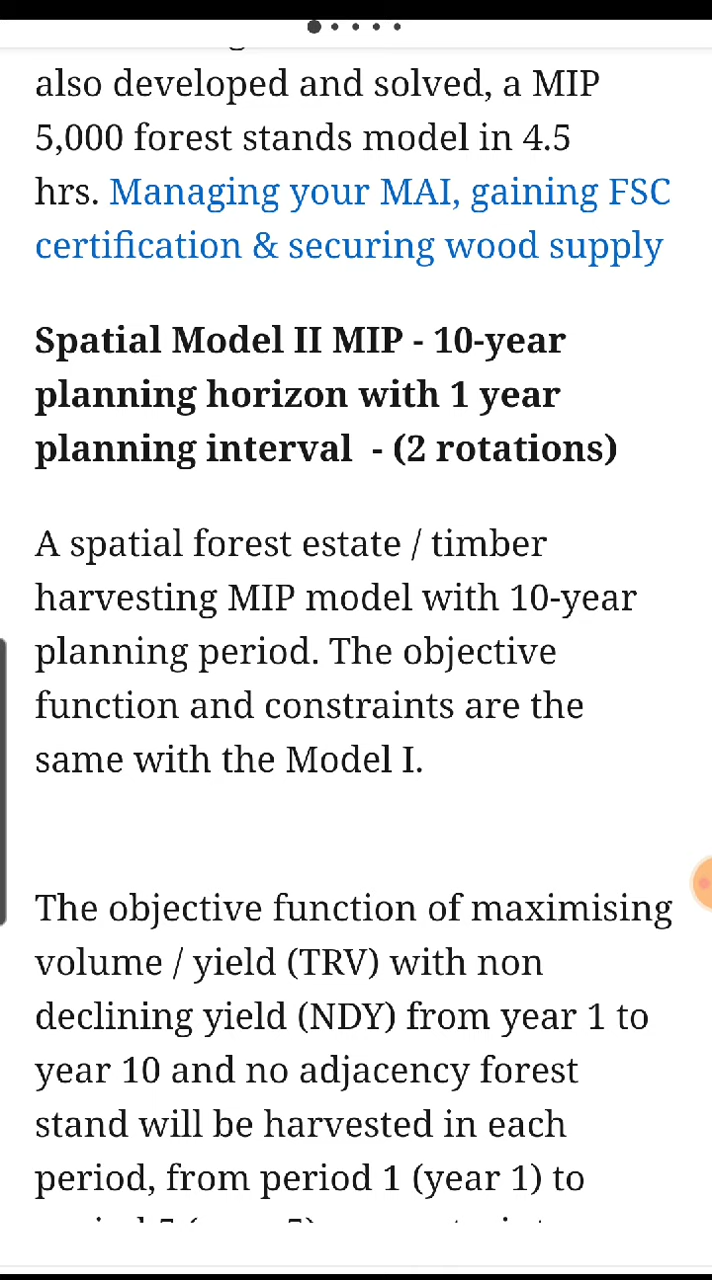 also developed and solved, a MIP
5,000 forest stands model in 4.5
hrs. Managing your MAI, gaining FSC
certification & securing wood supply
Spatial Model II MIP - 10-year
planning horizon with 1 year
planning interval - (2 rotations)
A spatial forest estate / timber
harvesting MIP model with 10-year
planning period. The objective
function and constraints are the
same with the Model I.
The objective function of maximising
volume / yield (TRV) with non
declining yield (NDY) from year 1 to
year 10 and no adjacency forest
stand will be harvested in each
period, from period 1 (year 1) to